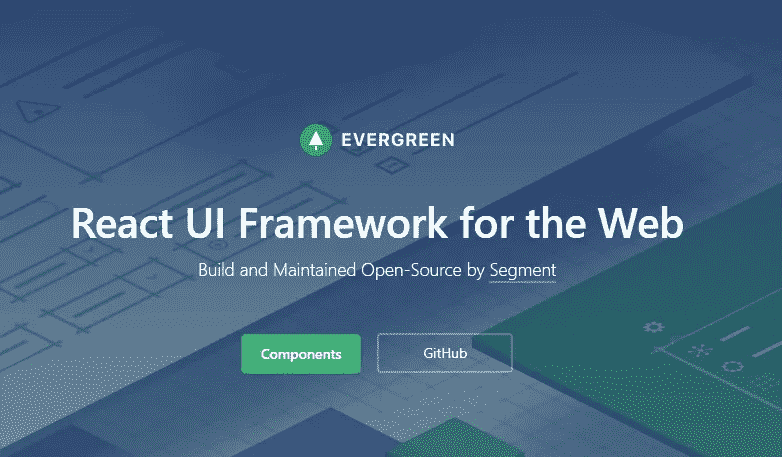 EVERGREEN
React UI Framework for the Web
Build and Maintained Open-Source by Segment
Components
GitHub